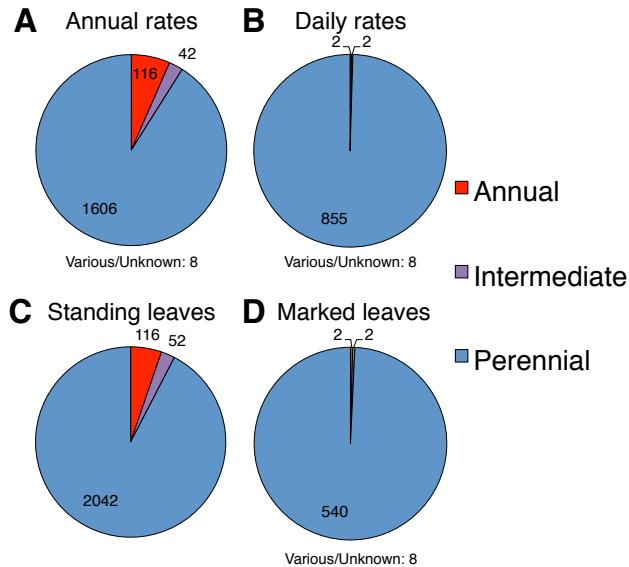 A Annual rates
116
42
1606
Various/Unknown: 8
B Daily rates
2 2
855
Various/Unknown: 8
Annual
Intermediate
Perennial
C Standing leaves
116
52
2042
D Marked leaves
2 2
540
Various/Unknown: 8